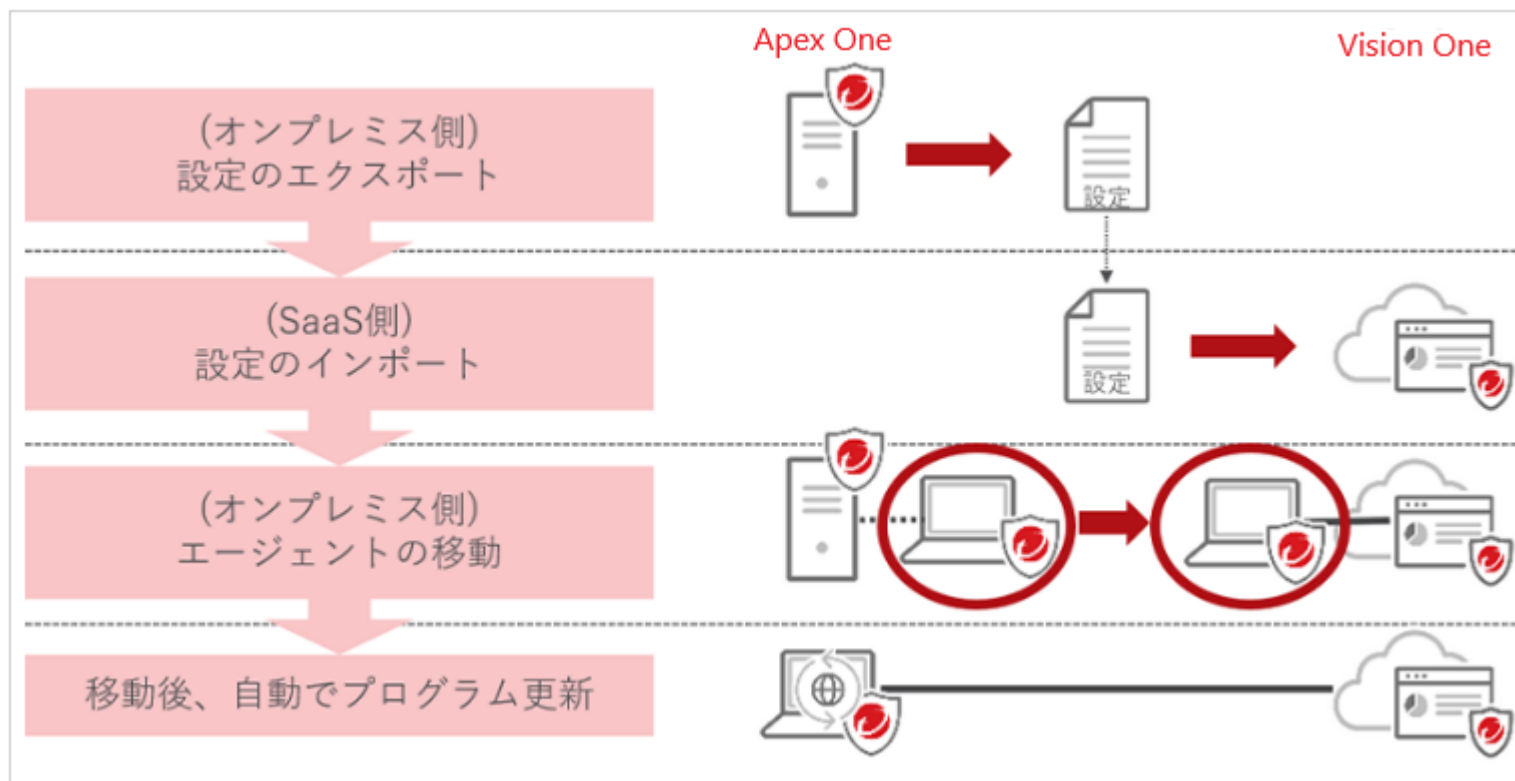 Apex One
Vision One
(オンプレミス側)
設定のエクスポート
設定
(SaaS側)
設定のインポート
設定
(オンプレミス側)
エージェントの移動
移動後、自動でプログラム更新